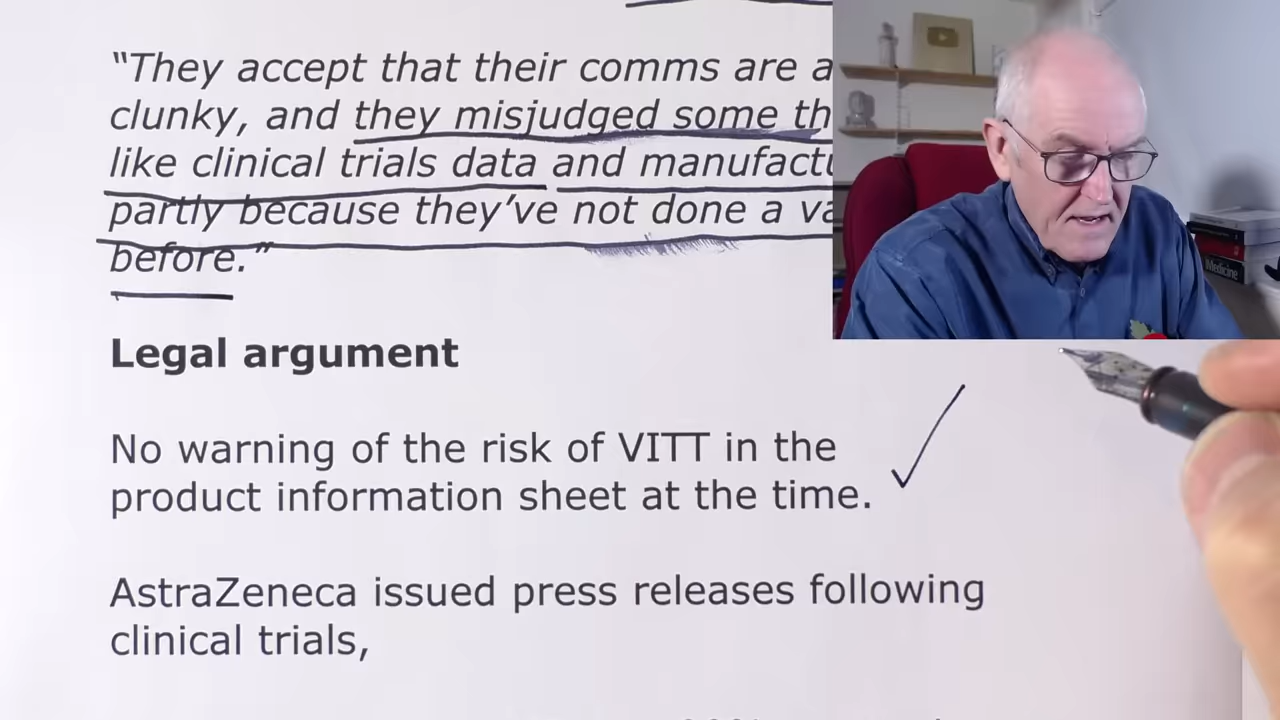 “They accept that their comms are a
clunky, and they misjudged some th
like clinical trials data and manufactu
partly because they’ve not done a va
before.”
Legal argument
No warning of the risk of VITT in the
product information sheet at the time.
AstraZeneca issued press releases following
clinical trials,
Medicine